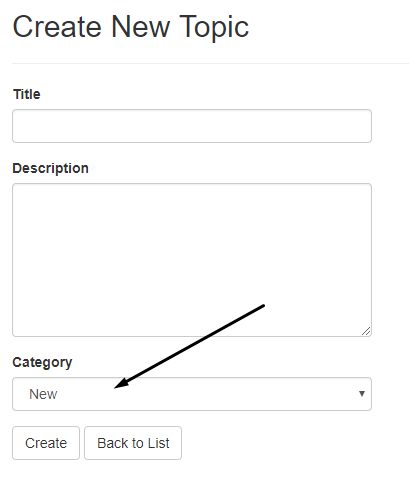 Create New Topic
Title
Description
Category
New
Create Back to List